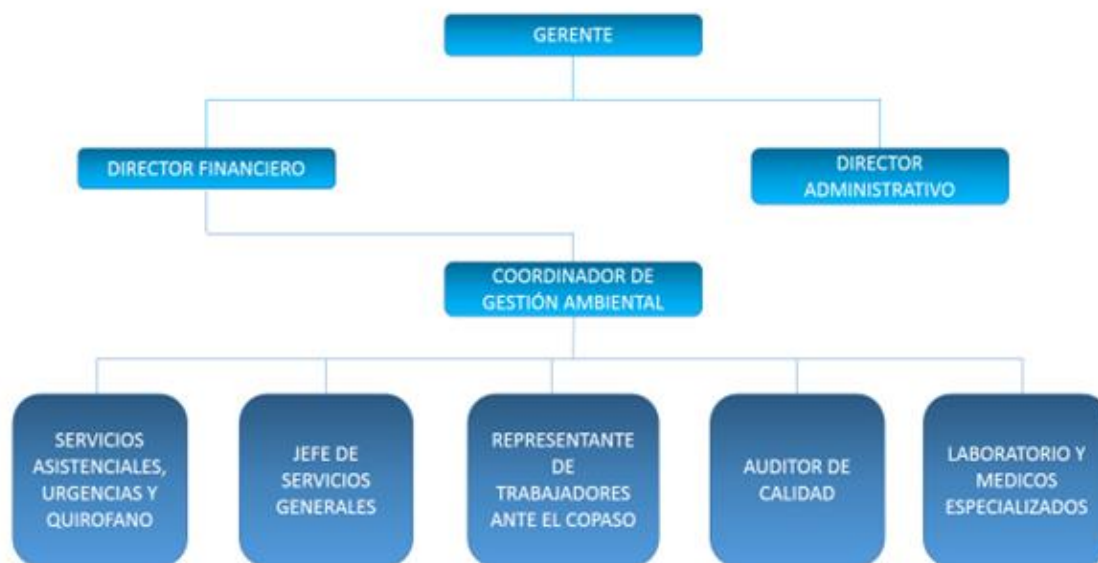 GERENTE
DIRECTOR FINANCIERO
DIRECTOR
ADMINISTRATIVO
COORDINADOR DE
GESTIÓN AMBIENTAL
SERVICIOS
ASISTENCIALES,
URGENCIAS Y
QUIROFANO
JEFE DE
SERVICIOS
GENERALES
REPRESENTANTE
DE
TRABAJADORES
ANTE EL COPASO
AUDITOR DE
CALIDAD
LABORATORIO Y
MEDICOS
ESPECIALIZADOS